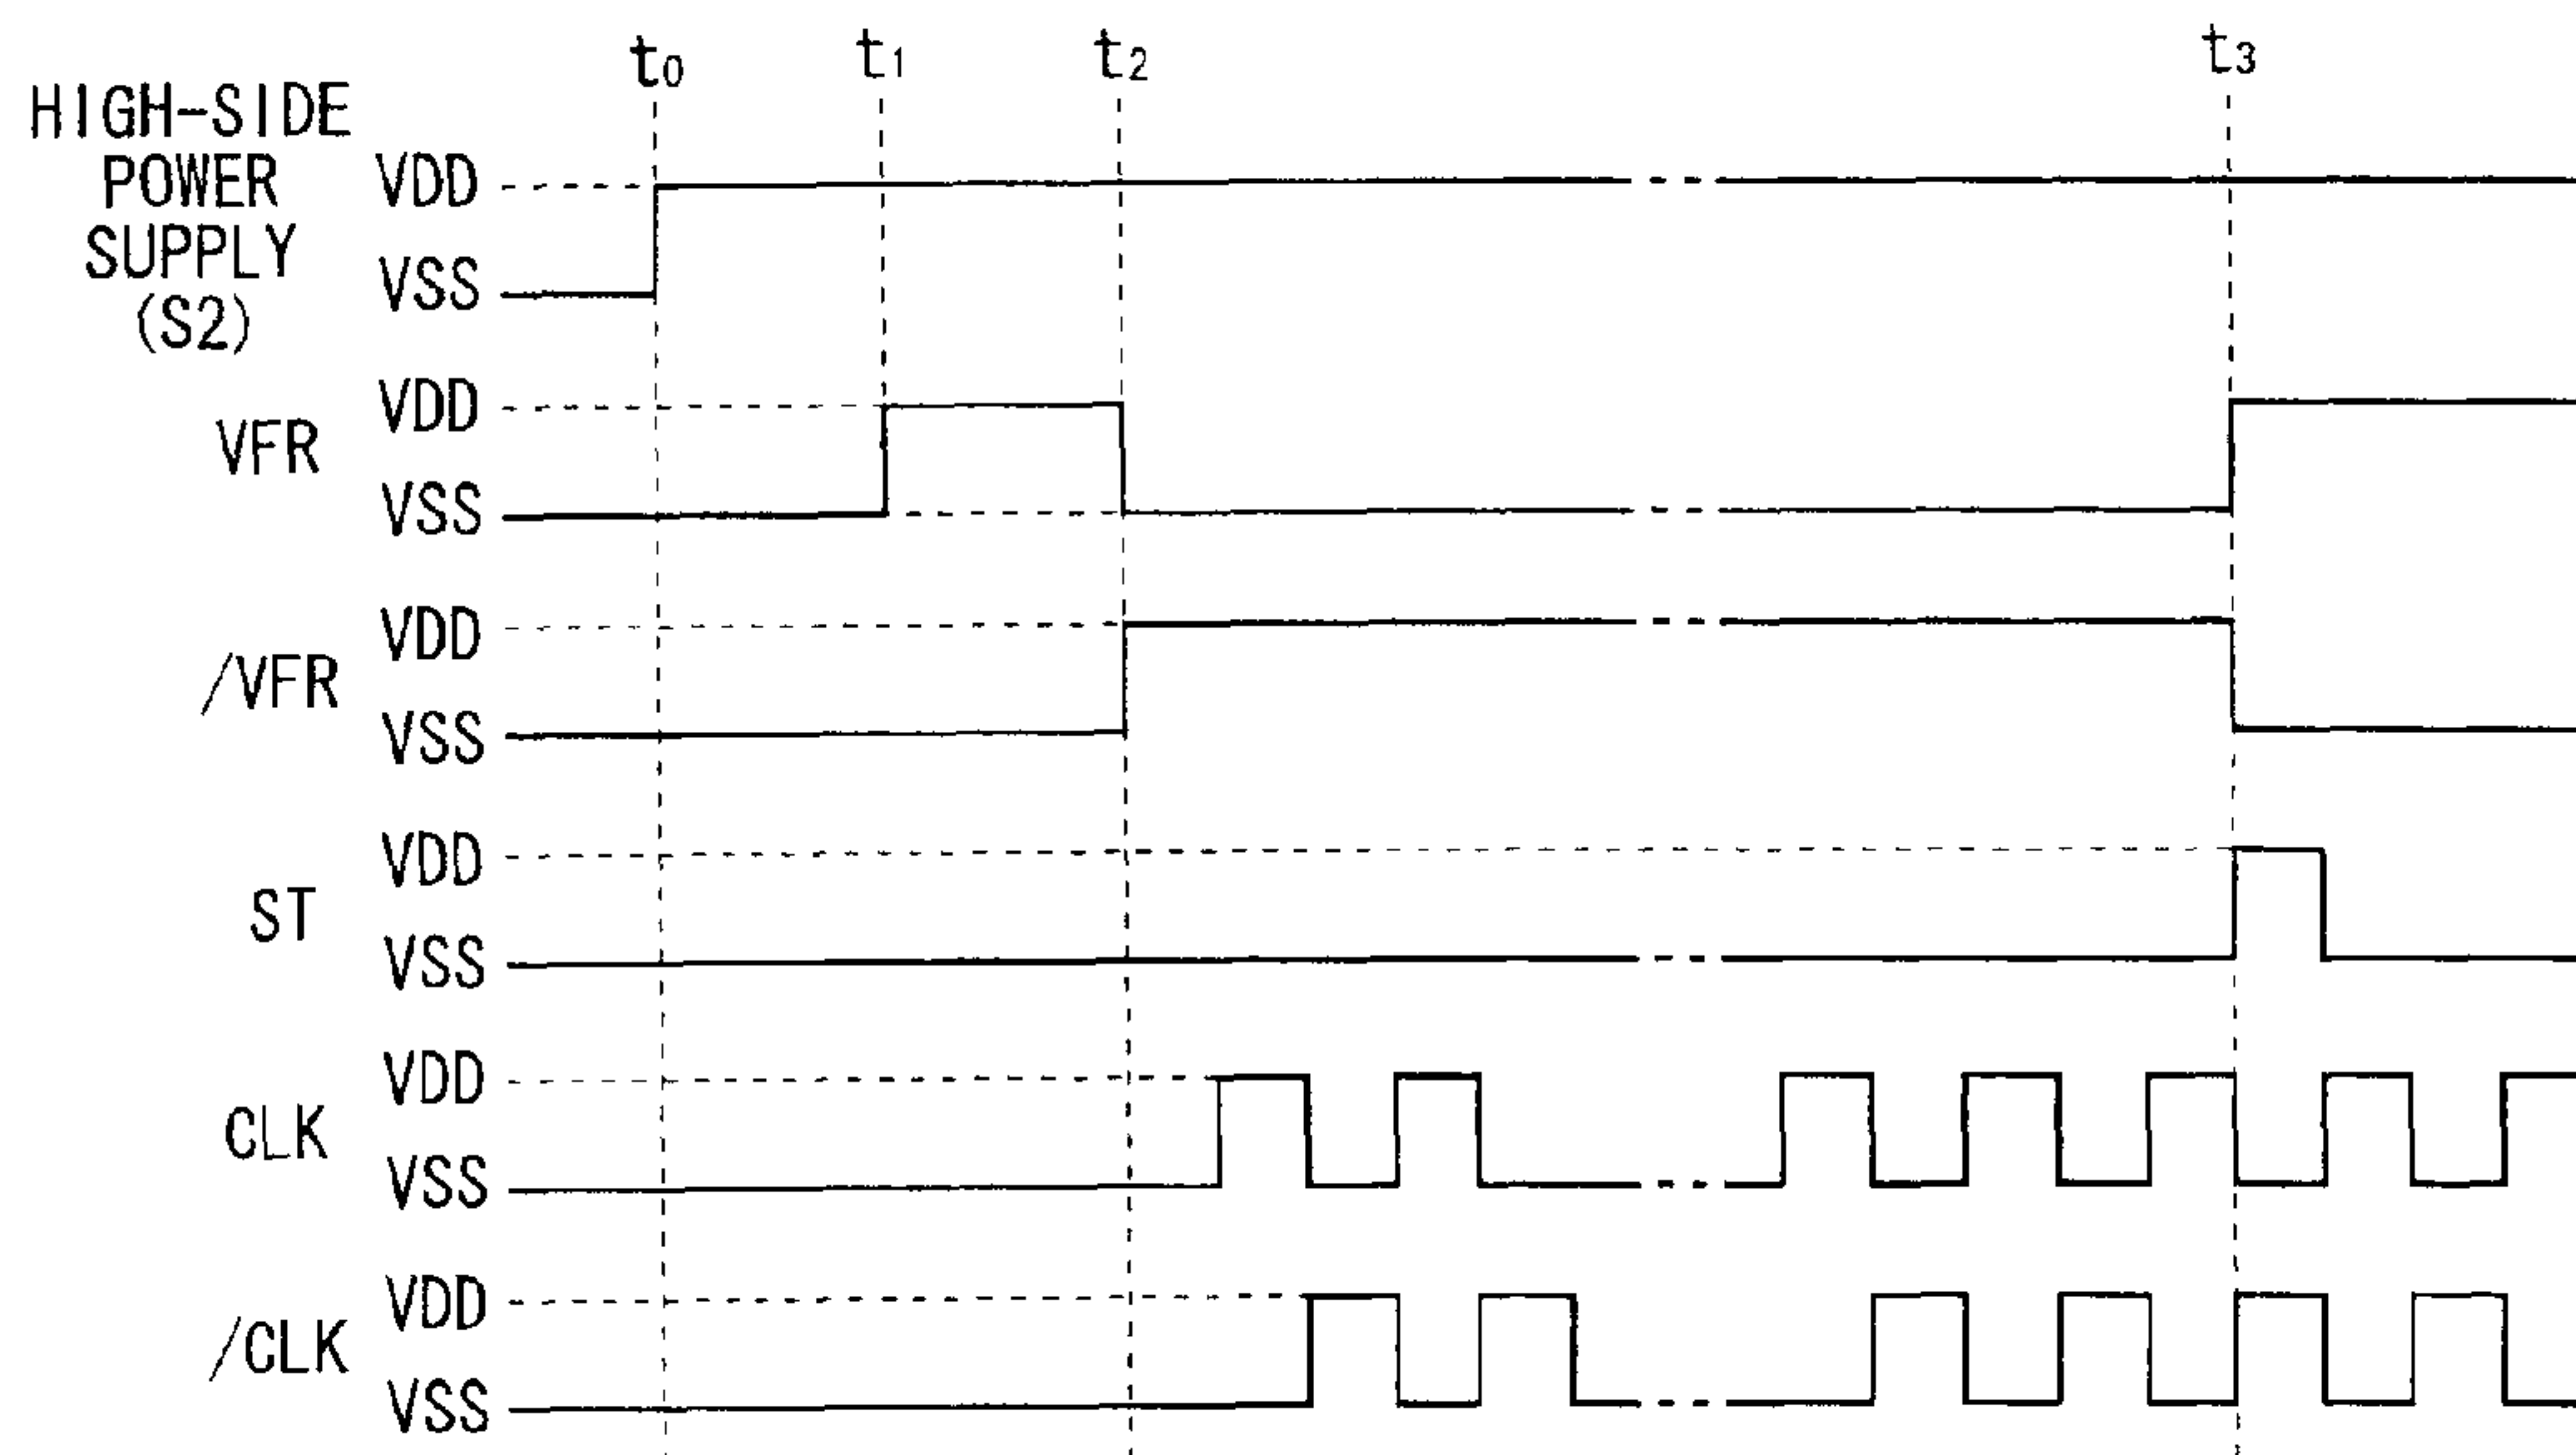 t0 t1 t2 t3
HIGH-SIDE
POWER
SUPPLY
(S2)
VDD
VSS
VFR
VDD
VSS
/VFR
VDD
VSS
ST
VDD
VSS
CLK
VDD
VSS
/CLK
VDD
VSS